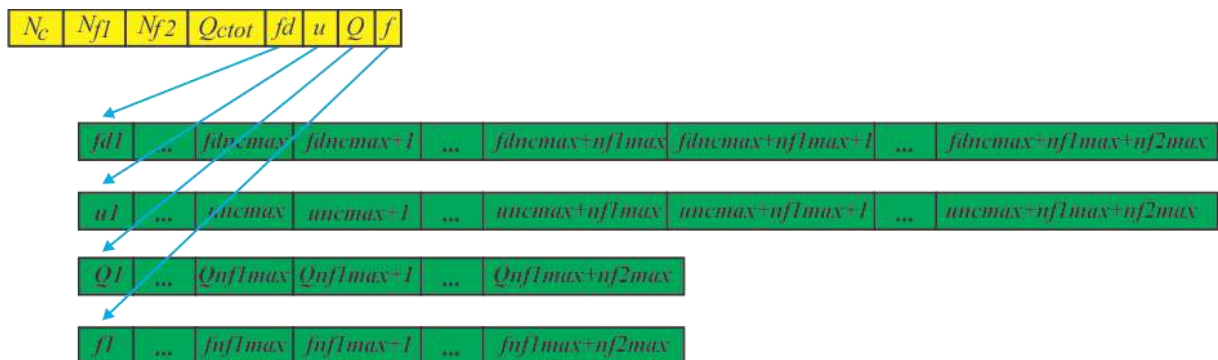 Nc Nf1 Nf2 Qctot fd u Q f
fd1 ... fdncmax fdncmax+1 ... fdncmax+nf1max fdncmax+nf1max+1 ... fdncmax+nf1max+nf2max
u1 ... uncmax uncmax+1 ... uncmax+nf1max uncmax+nf1max+1 ... uncmax+nf1max+nf2max
Q1 ... Qnf1max Qnf1max+1 ... Qnf1max+nf2max
f1 ... fnf1max fnf1max+1 ... fnf1max+nf2max